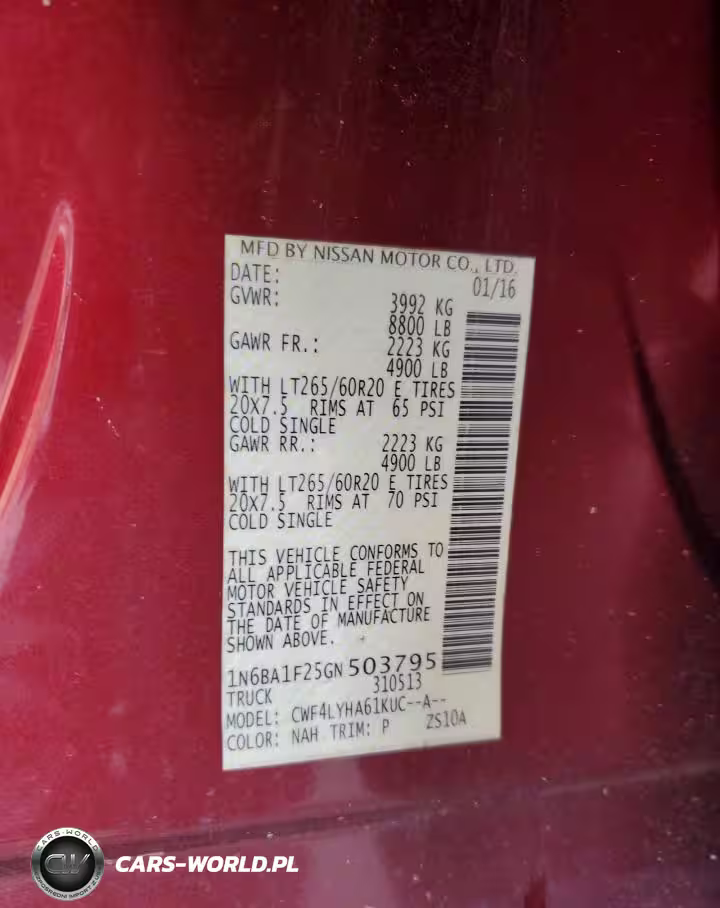 MFD BY NISSAN MOTOR CO., LTD.
DATE: 01/16
GVWR: 3992 KG
8800 LB
GAWR FR.: 2223 KG
4900 LB
WITH LT265/60R20 E TIRES
20X7.5 RIMS AT 65 PSI
COLD SINGLE
GAWR RR.: 2223 KG
4900 LB
WITH LT265/60R20 E TIRES
20X7.5 RIMS AT 70 PSI
COLD SINGLE
THIS VEHICLE CONFORMS TO
ALL APPLICABLE FEDERAL
MOTOR VEHICLE SAFETY
STANDARDS IN EFFECT ON
THE DATE OF MANUFACTURE
SHOWN ABOVE.
1N6BA1F25GN503795
TRUCK 310513
MODEL: CWF4LYHA61KUC--A--
COLOR: NAH TRIM: P ZS10A
CARS-WORLD
CW
CARS-WORLD.PL